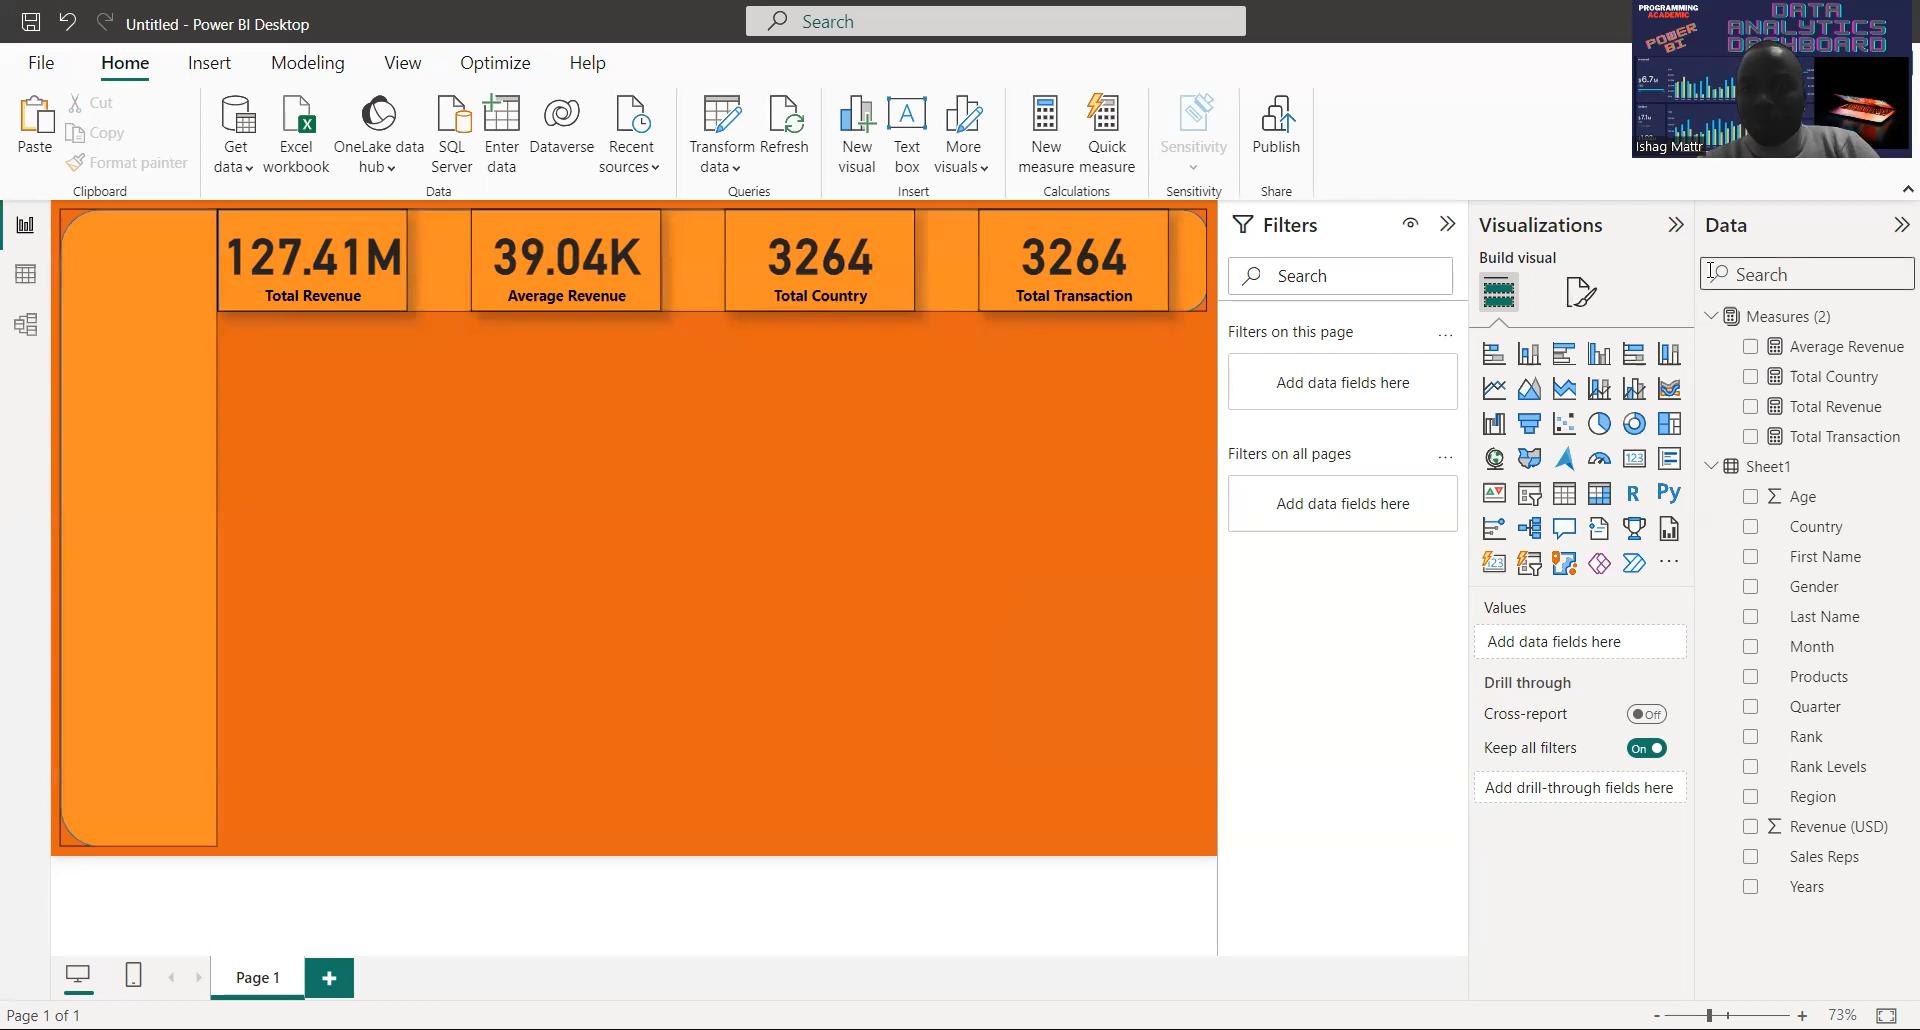 Untitled - Power BI Desktop
Search
File
Home
Insert
Modeling
View
Optimize
Help
Paste
Cut
Copy
Format painter
Clipboard
Get data
Excel workbook
OneLake data hub
SQL Server
Enter data
Dataverse
Recent sources
Data
Transform data
Refresh
Queries
New visual
Text box
More visuals
Insert
New measure
Quick measure
Calculations
Sensitivity
Sensitivity
Publish
Share
PROGRAMMING
ACADEMIC
POWER BI
DATA
ANALYTICS
DASHBOARD
Ishag Mattr
127.41M
Total Revenue
39.04K
Average Revenue
3264
Total Country
3264
Total Transaction
Filters
Search
Filters on this page
...
Add data fields here
Filters on all pages
...
Add data fields here
Visualizations
Build visual
123
R
Py
123
...
Values
Add data fields here
Drill through
Cross-report
Off
Keep all filters
On
Add drill-through fields here
Data
Search
Measures (2)
Average Revenue
Total Country
Total Revenue
Total Transaction
Sheet1
Age
Country
First Name
Gender
Last Name
Month
Products
Quarter
Rank
Rank Levels
Region
Revenue (USD)
Sales Reps
Years
Page 1
Page 1 of 1
73%